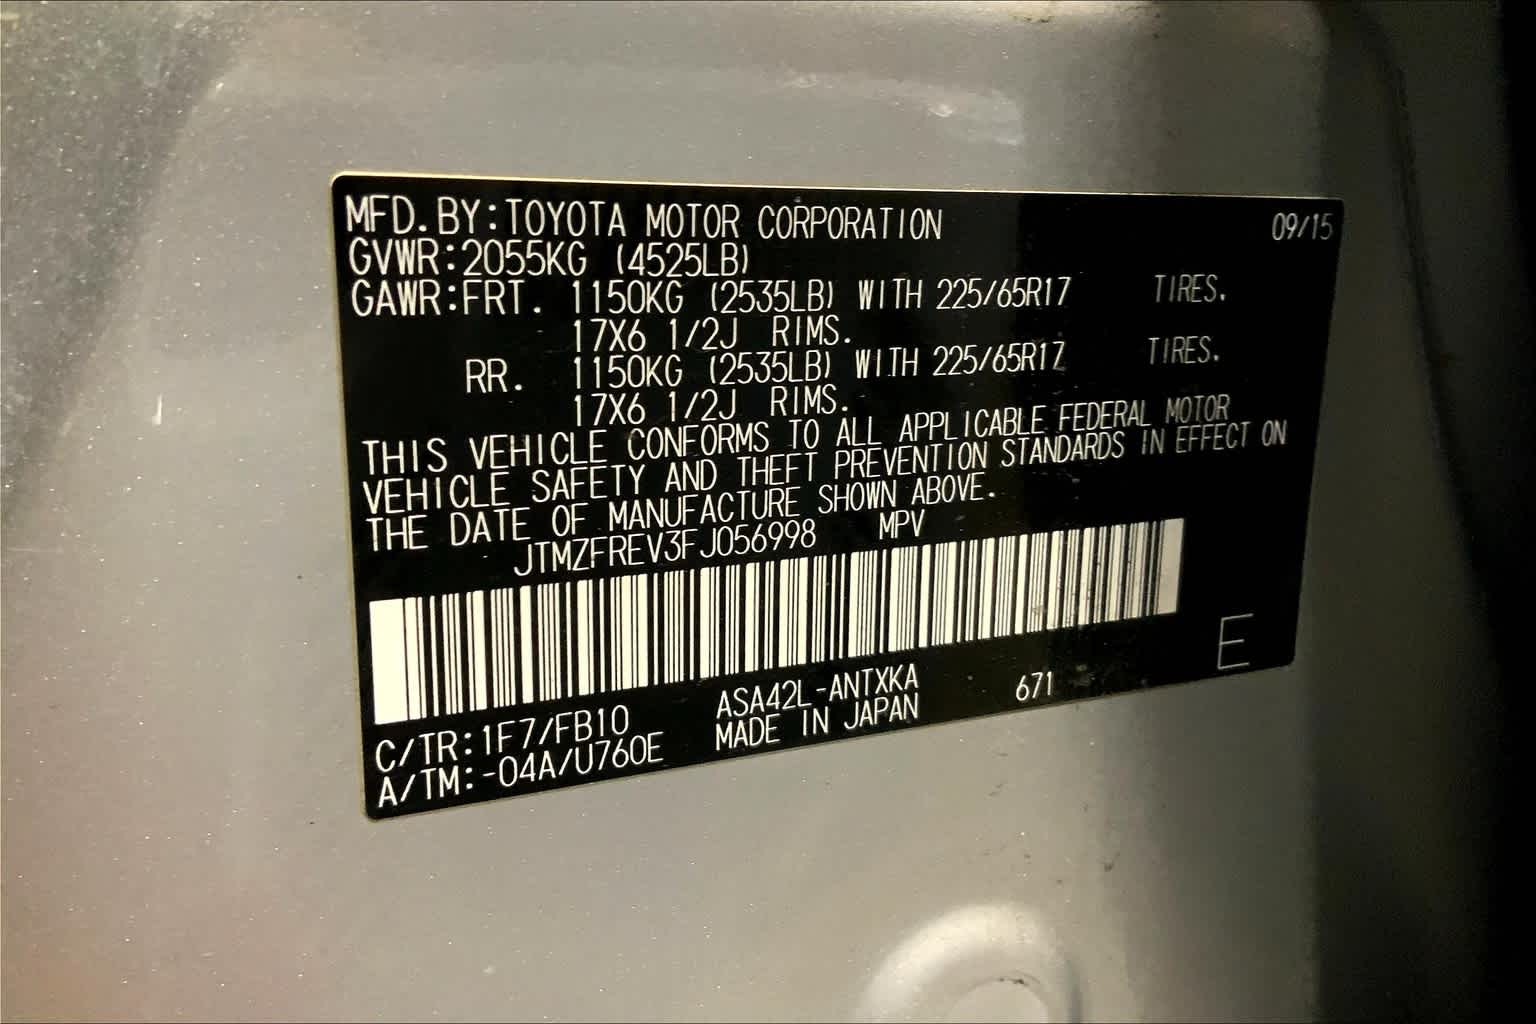 MFD.BY:TOYOTA MOTOR CORPORATION 09/15
GVWR:2055KG (4525LB)
GAWR:FRT. 1150KG (2535LB) WITH 225/65R17 TIRES.
17X6 1/2J RIMS.
RR. 1150KG (2535LB) WITH 225/65R17 TIRES.
17X6 1/2J RIMS.
THIS VEHICLE CONFORMS TO ALL APPLICABLE FEDERAL MOTOR
VEHICLE SAFETY AND THEFT PREVENTION STANDARDS IN EFFECT ON
THE DATE OF MANUFACTURE SHOWN ABOVE.
JTMZFREV3FJ056998 MPV
E
C/TR:1F7/FB10 ASA42L-ANTXKA 671
A/TM:-04A/U760E MADE IN JAPAN